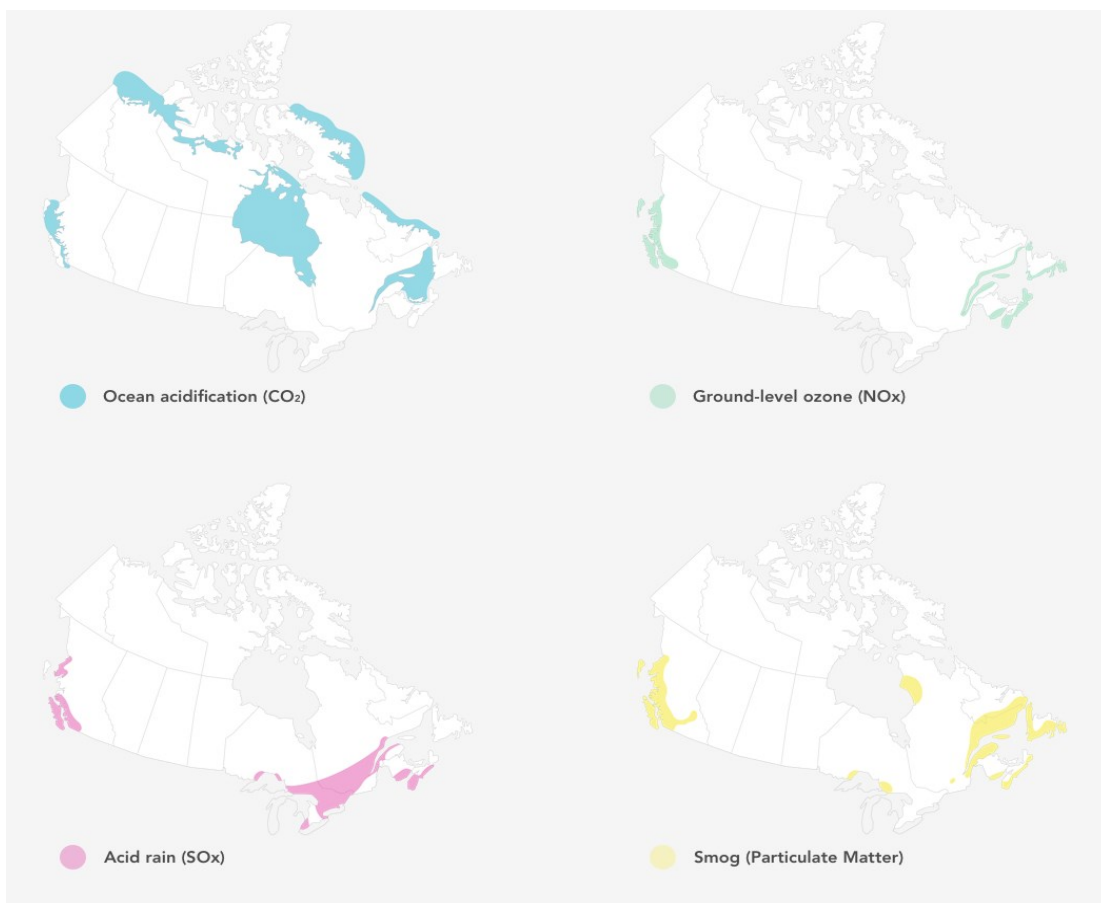 Ocean acidification (CO₂)
Ground-level ozone (NOx)
Acid rain (SOx)
Smog (Particulate Matter)